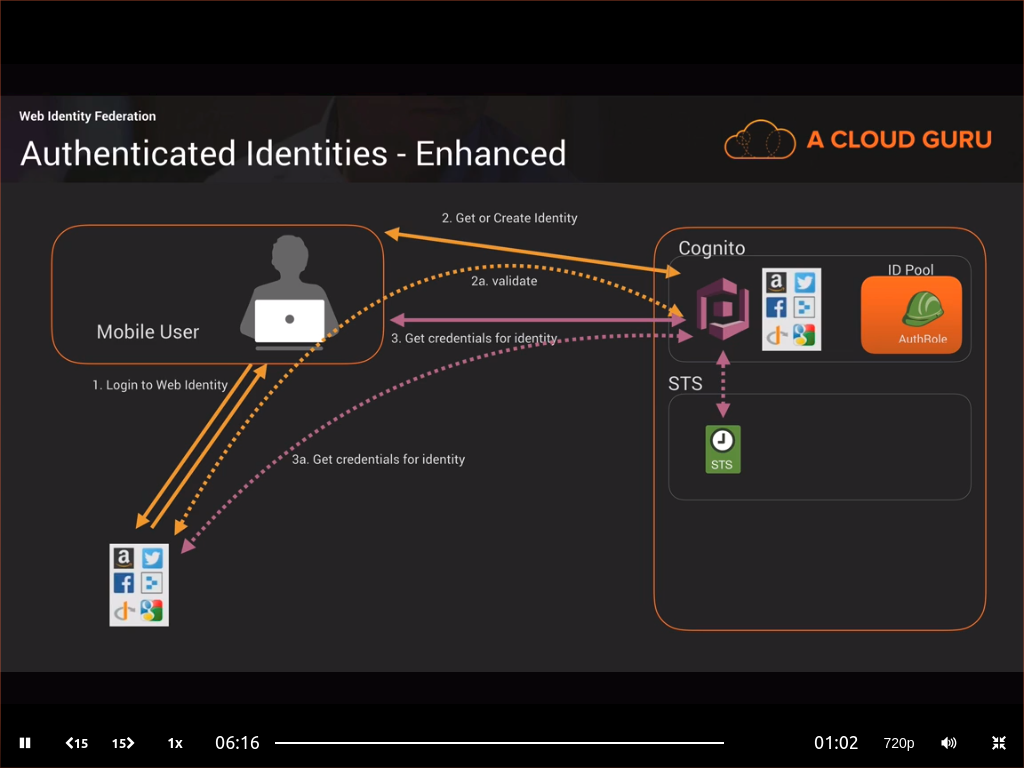 Web Identity Federation
Authenticated Identities - Enhanced
A CLOUD GURU
2. Get or Create Identity
Cognito
ID Pool
2a. validate
AuthRole
Mobile User
3. Get credentials for identity
1. Login to Web Identity
STS
STS
3a. Get credentials for identity
15
15
1x
06:16
01:02
720p